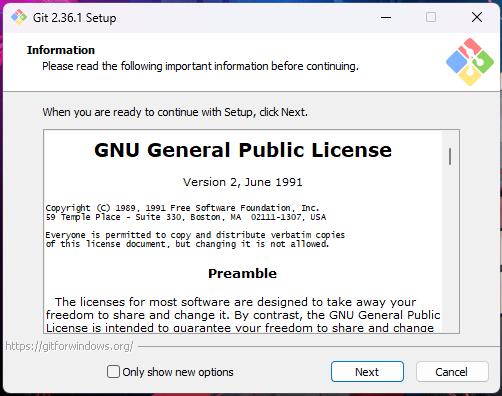 Git 2.36.1 Setup
Information
Please read the following important information before continuing.
When you are ready to continue with Setup, click Next.
GNU General Public License
Version 2, June 1991
Copyright (C) 1989, 1991 Free Software Foundation, Inc.
59 Temple Place - Suite 330, Boston, MA  02111-1307, USA
Everyone is permitted to copy and distribute verbatim copies
of this license document, but changing it is not allowed.
Preamble
The licenses for most software are designed to take away your
freedom to share and change it. By contrast, the GNU General Public
License is intended to guarantee your freedom to share and change
https://gitforwindows.org/
Only show new options
Next
Cancel